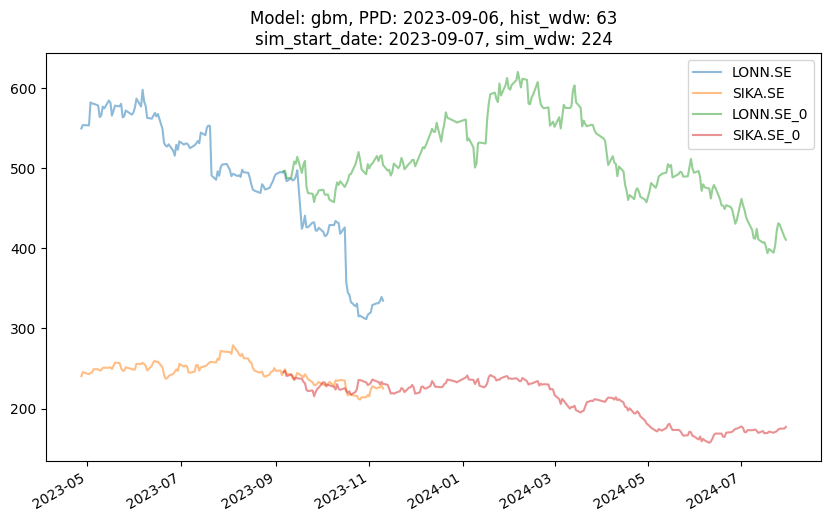 Model: gbm, PPD: 2023-09-06, hist_wdw: 63
sim_start_date: 2023-09-07, sim_wdw: 224
LONN.SE
SIKA.SE
LONN.SE_0
SIKA.SE_0
600
500
400
300
200
2023-05
2023-07
2023-09
2023-11
2024-01
2024-03
2024-05
2024-07